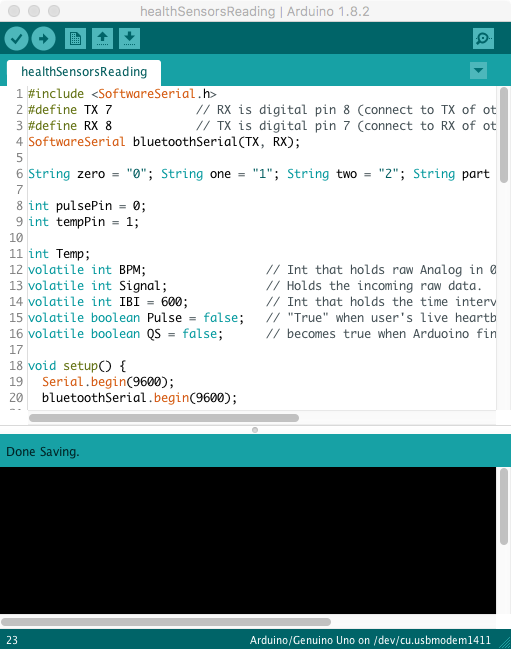 healthSensorsReading | Arduino 1.8.2
healthSensorsReading
1 #include <SoftwareSerial.h>
2 #define TX 7 // RX is digital pin 8 (connect to TX of ot
3 #define RX 8 // TX is digital pin 7 (connect to RX of ot
4 SoftwareSerial bluetoothSerial(TX, RX);
5
6 String zero = "0"; String one = "1"; String two = "2"; String part
7
8 int pulsePin = 0;
9 int tempPin = 1;
10
11 int Temp;
12 volatile int BPM; // Int that holds raw Analog in 0
13 volatile int Signal; // Holds the incoming raw data.
14 volatile int IBI = 600; // Int that holds the time interv
15 volatile boolean Pulse = false; // "True" when user's live heartb
16 volatile boolean QS = false; // becomes true when Arduoino fin
17
18 void setup() {
19 Serial.begin(9600);
20 bluetoothSerial.begin(9600);
Done Saving.
23 Arduino/Genuino Uno on /dev/cu.usbmodem1411